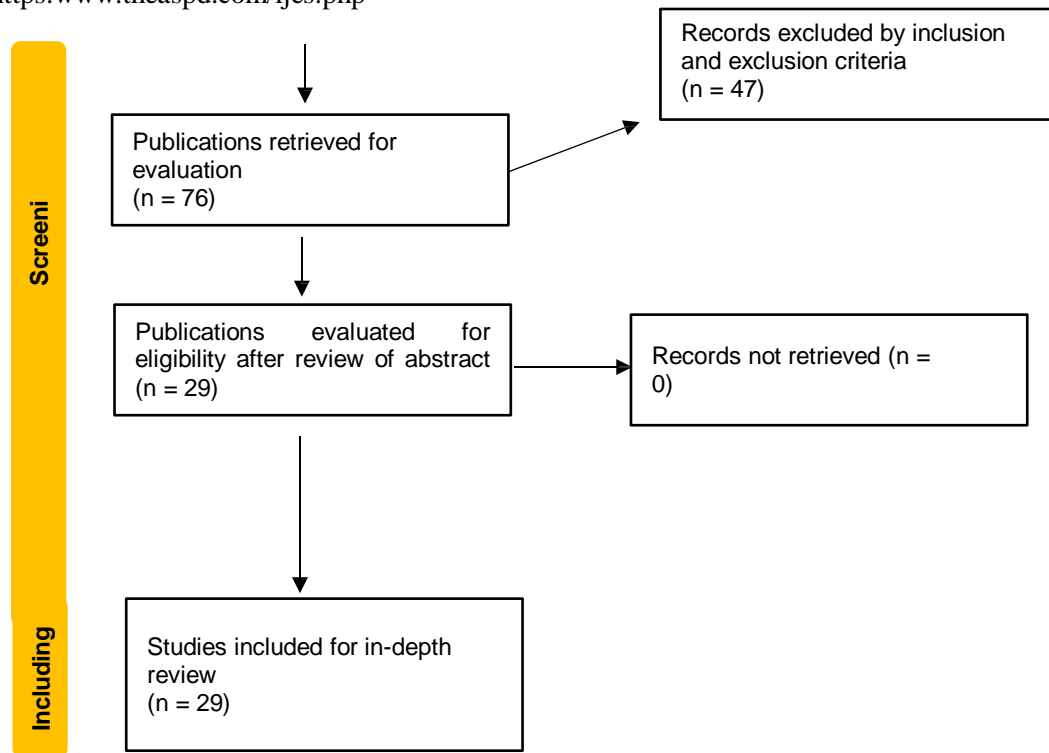 Records excluded by inclusion
and exclusion criteria
(n = 47)
Publications retrieved for
evaluation
(n = 76)
Screeni
Publications evaluated for
eligibility after review of abstract
(n = 29)
Records not retrieved (n =
0)
Studies included for in-depth
review
(n = 29)
Including